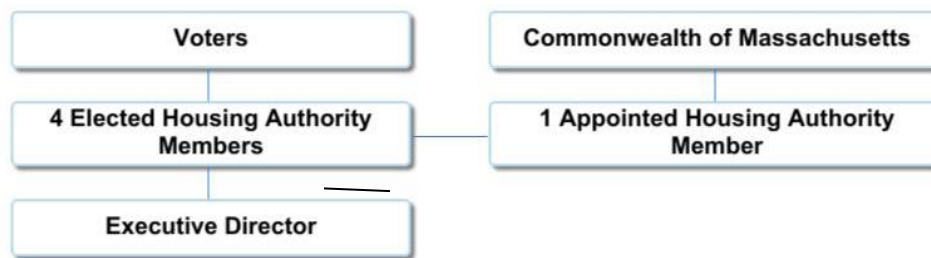 Voters
Commonwealth of Massachusetts
4 Elected Housing Authority
Members
1 Appointed Housing Authority
Member
Executive Director